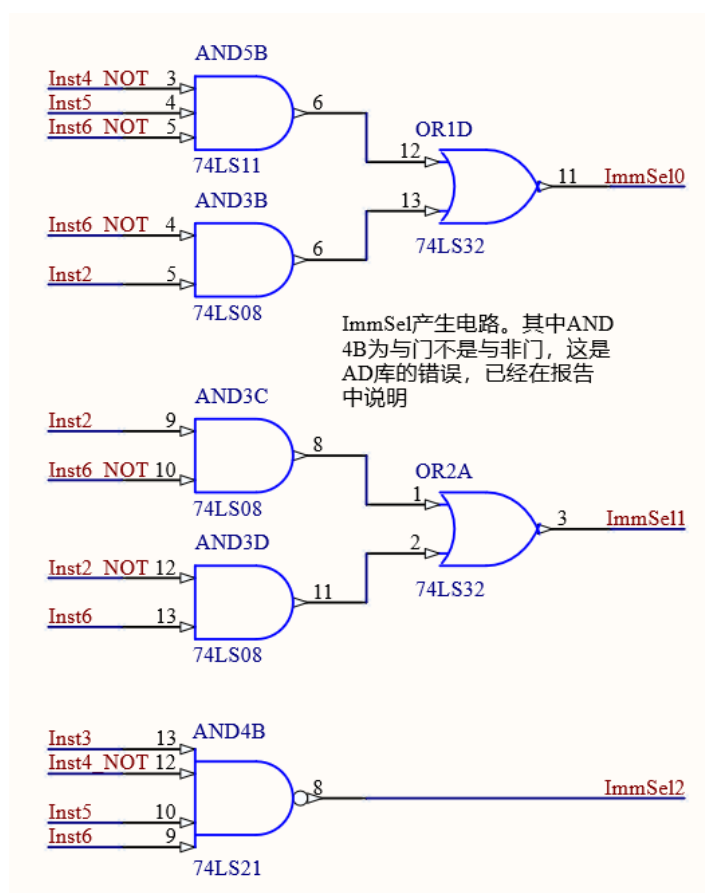 AND5B
Inst4_NOT 3
Inst5 4
Inst6_NOT 5
6
74LS11
OR1D
12
13
11 ImmSel0
74LS32
AND3B
Inst6_NOT 4
Inst2 5
6
74LS08
ImmSel产生电路。其中AND
4B为与门不是与非门，这是
AD库的错误，已经在报告
中说明
AND3C
Inst2 9
Inst6_NOT 10
8
74LS08
OR2A
1
2
3 ImmSel1
74LS32
AND3D
Inst2_NOT 12
Inst6 13
11
74LS08
AND4B
Inst3 13
Inst4_NOT 12
Inst5 10
Inst6 9
8 ImmSel2
74LS21